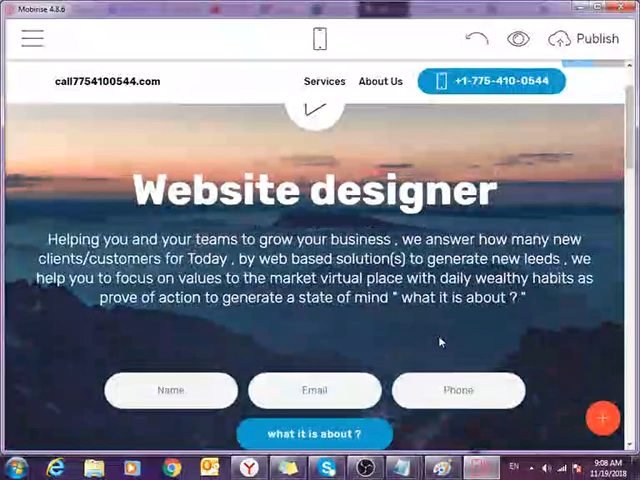 Mobirise 4.8.6
Publish
call7754100544.com
Services
About Us
+1-775-410-0544
Website designer
Helping you and your teams to grow your business , we answer how many new
clients/customers for Today , by web based solution(s) to generate new leeds , we
help you to focus on values to the market virtual place with daily wealthy habits as
prove of action to generate a state of mind " what it is about ? "
Name
Email
Phone
what it is about ?
EN
9:08 AM
11/19/2018